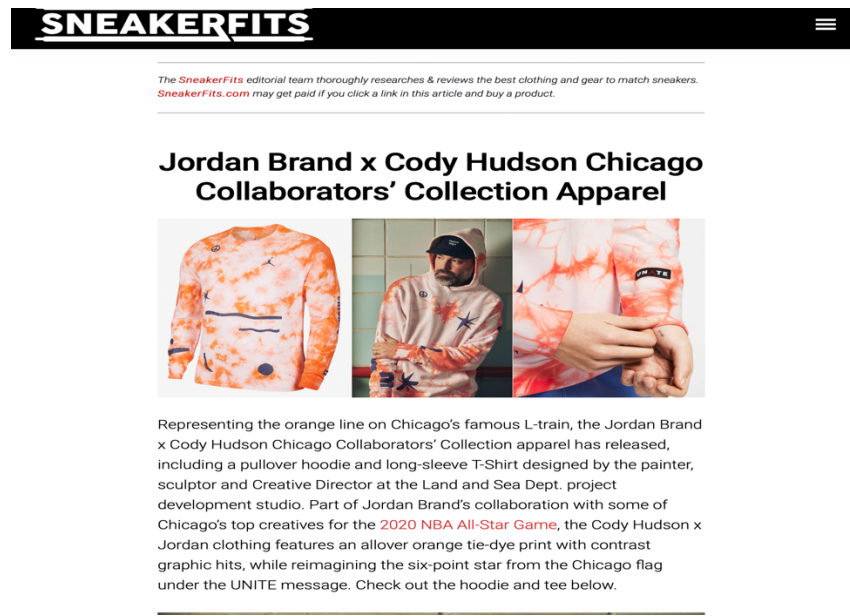 SNEAKERFITS
The SneakerFits editorial team thoroughly researches & reviews the best clothing and gear to match sneakers.
SneakerFits.com may get paid if you click a link in this article and buy a product.
Jordan Brand x Cody Hudson Chicago
Collaborators’ Collection Apparel
Representing the orange line on Chicago’s famous L-train, the Jordan Brand
x Cody Hudson Chicago Collaborators’ Collection apparel has released,
including a pullover hoodie and long-sleeve T-Shirt designed by the painter,
sculptor and Creative Director at the Land and Sea Dept. project
development studio. Part of Jordan Brand’s collaboration with some of
Chicago’s top creatives for the 2020 NBA All-Star Game, the Cody Hudson x
Jordan clothing features an allover orange tie-dye print with contrast
graphic hits, while reimagining the six-point star from the Chicago flag
under the UNITE message. Check out the hoodie and tee below.